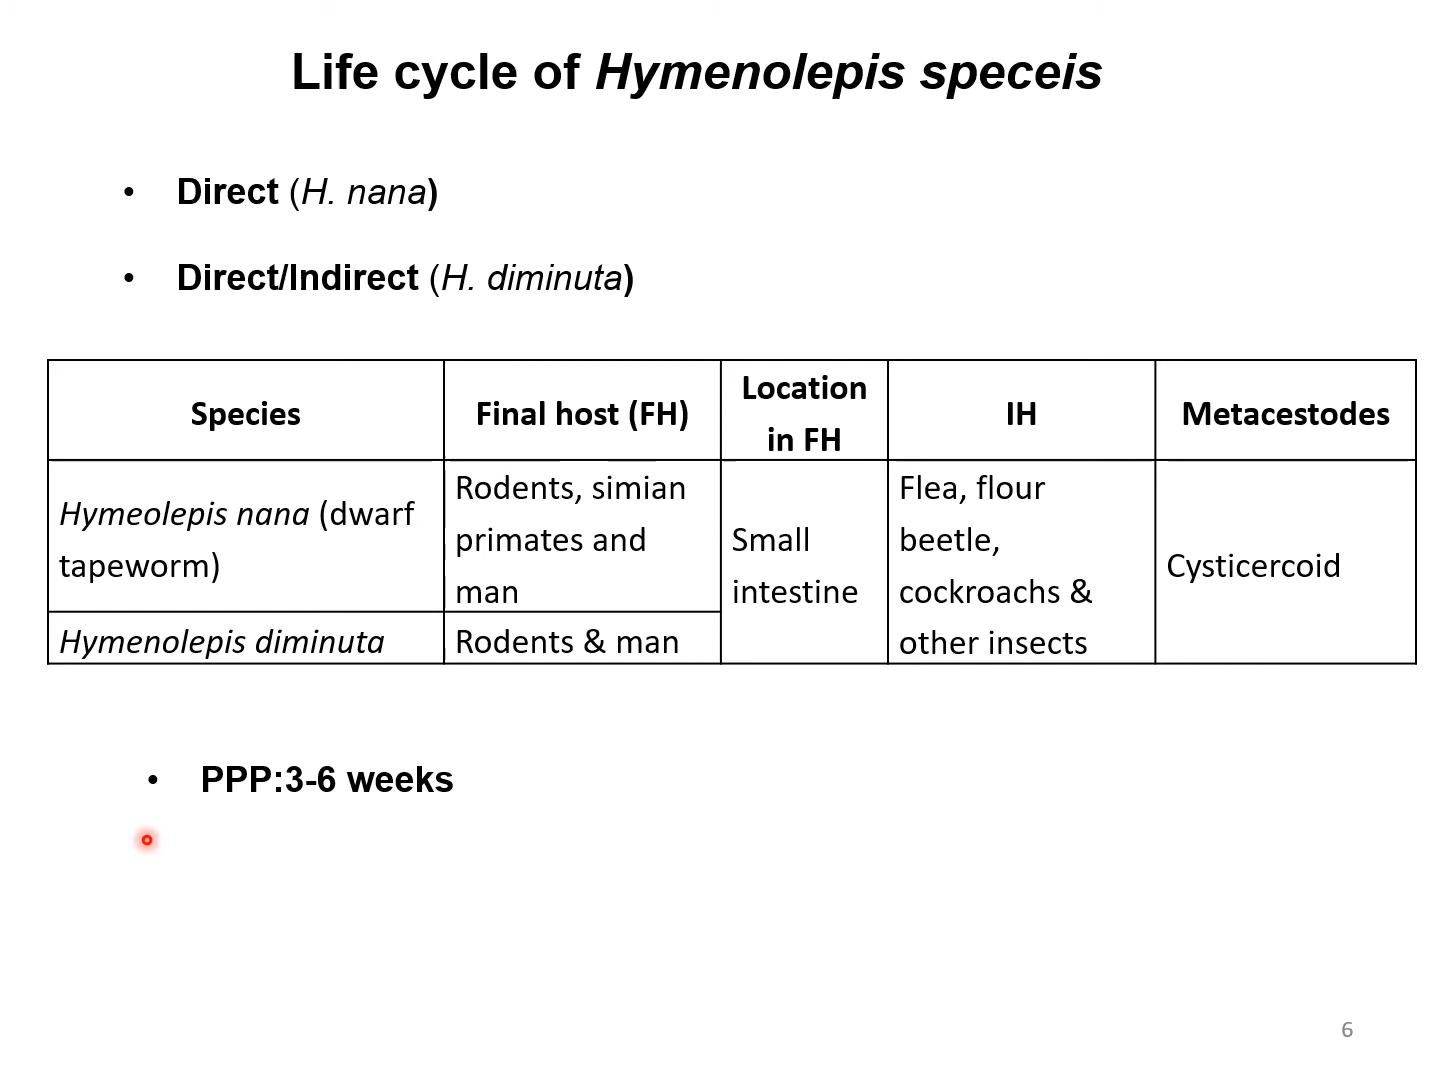 Life cycle of Hymenolepis speceis
• Direct (H. nana)
• Direct/Indirect (H. diminuta)
Species
Final host (FH)
Location
in FH
IH
Metacestodes
Hymeolepis nana (dwarf
tapeworm)
Rodents, simian
primates and
man
Small
intestine
Flea, flour
beetle,
cockroachs &
other insects
Cysticercoid
Hymenolepis diminuta
Rodents & man
• PPP:3-6 weeks
6